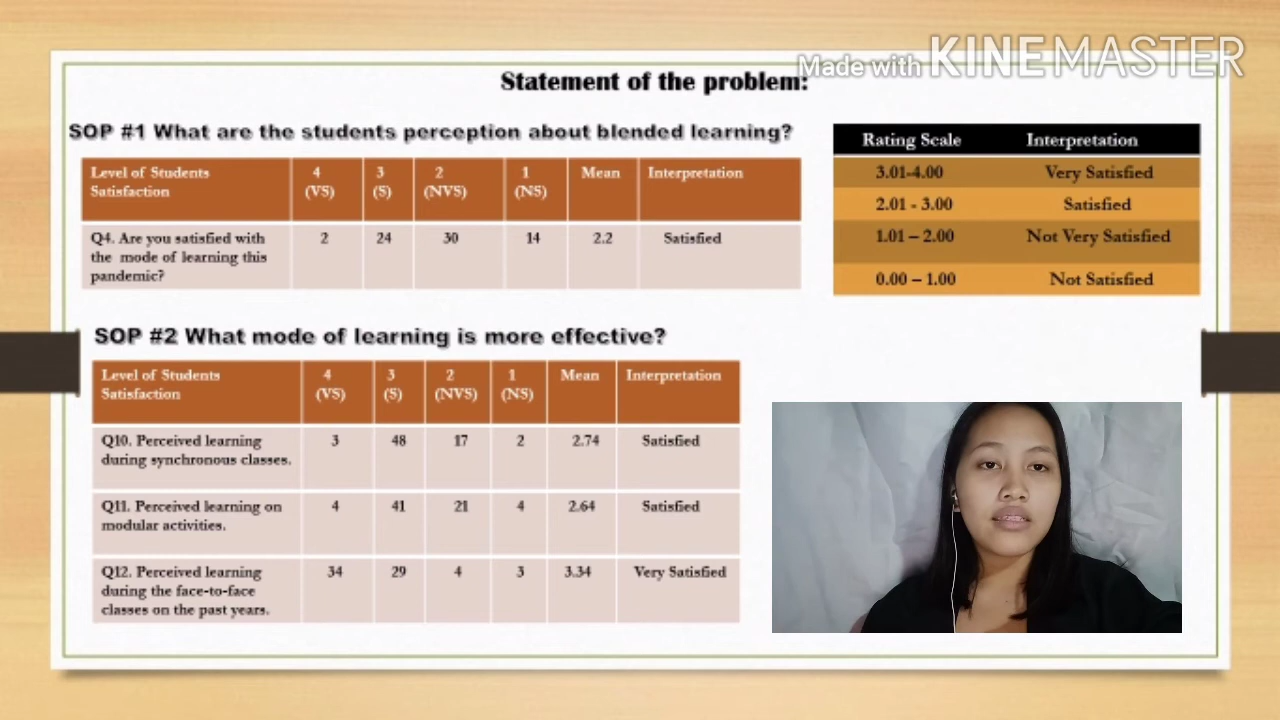 Made with KINEMASTER
Statement of the problem:
SOP #1 What are the students perception about blended learning?
Level of Students Satisfaction 4 (VS) 3 (S) 2 (NVS) 1 (NS) Mean Interpretation
Q4. Are you satisfied with the mode of learning this pandemic? 2 24 30 14 2.2 Satisfied
Rating Scale Interpretation
3.01-4.00 Very Satisfied
2.01 - 3.00 Satisfied
1.01 – 2.00 Not Very Satisfied
0.00 – 1.00 Not Satisfied
SOP #2 What mode of learning is more effective?
Level of Students Satisfaction 4 (VS) 3 (S) 2 (NVS) 1 (NS) Mean Interpretation
Q10. Perceived learning during synchronous classes. 3 48 17 2 2.74 Satisfied
Q11. Perceived learning on modular activities. 4 41 21 4 2.64 Satisfied
Q12. Perceived learning during the face-to-face classes on the past years. 34 29 4 3 3.34 Very Satisfied